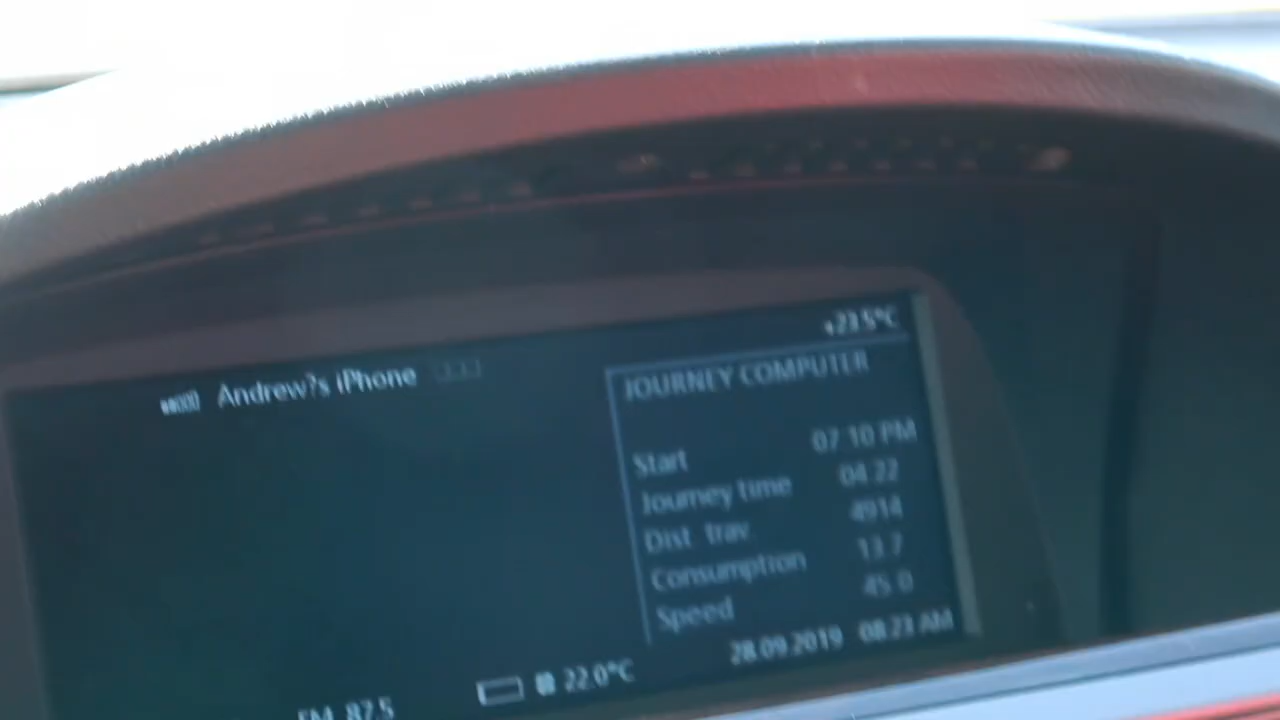 +23.5°C
Andrew?s iPhone
JOURNEY COMPUTER
Start 07 10 PM
Journey time 04 22
Dist trav. 4914
Consumption 13.7
Speed 45 0
28.09.2019 08:23 AM
22.0°C
FM 87.5